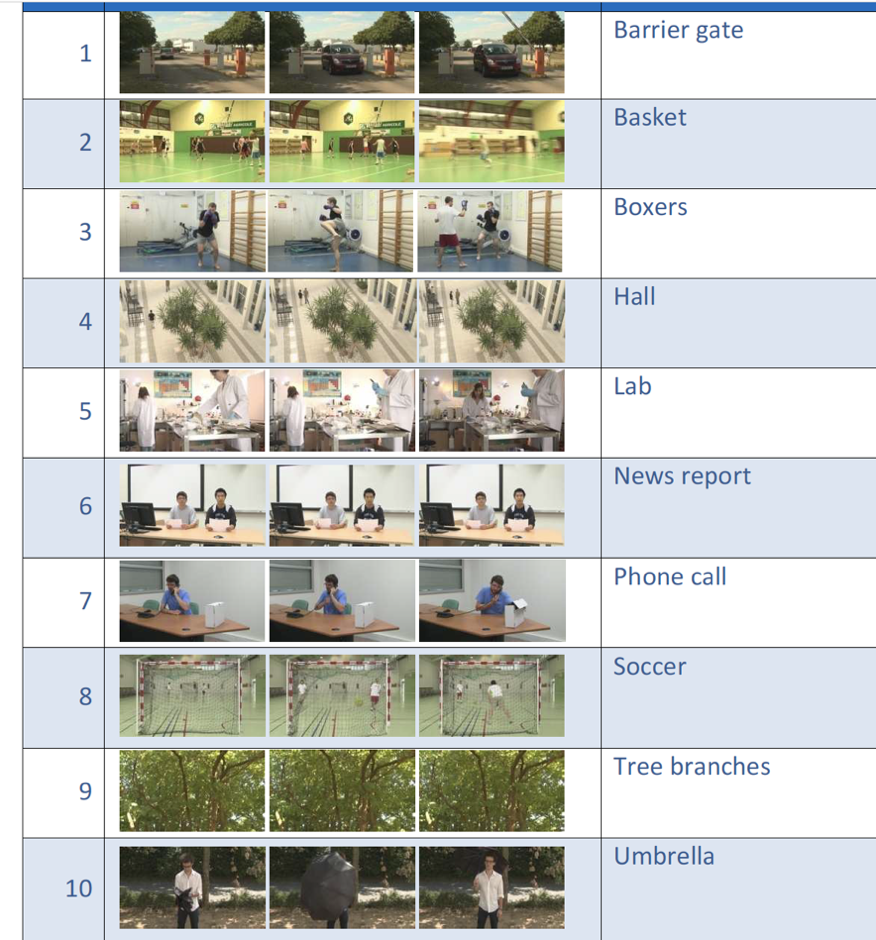 1
Barrier gate
2
Basket
3
Boxers
4
Hall
5
Lab
6
News report
7
Phone call
8
Soccer
9
Tree branches
10
Umbrella